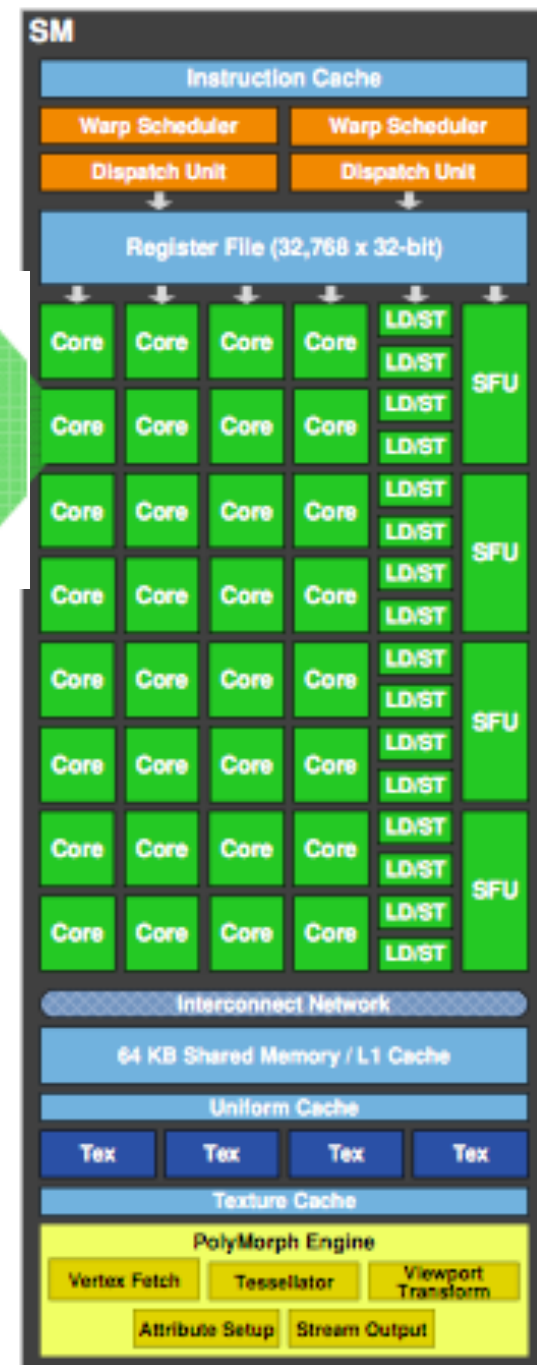 SM
Instruction Cache
Warp Scheduler Warp Scheduler
Dispatch Unit Dispatch Unit
Register File (32,768 x 32-bit)
LD/ST
Core Core Core Core
LD/ST
SFU
LD/ST
Core Core Core Core
LD/ST
LD/ST
Core Core Core Core
LD/ST
SFU
LD/ST
Core Core Core Core
LD/ST
LD/ST
Core Core Core Core
LD/ST
SFU
LD/ST
Core Core Core Core
LD/ST
LD/ST
Core Core Core Core
LD/ST
SFU
LD/ST
Core Core Core Core
LD/ST
Interconnect Network
64 KB Shared Memory / L1 Cache
Uniform Cache
Tex Tex Tex Tex
Texture Cache
PolyMorph Engine
Vertex Fetch Tessellator Viewport
Transform
Attribute Setup Stream Output